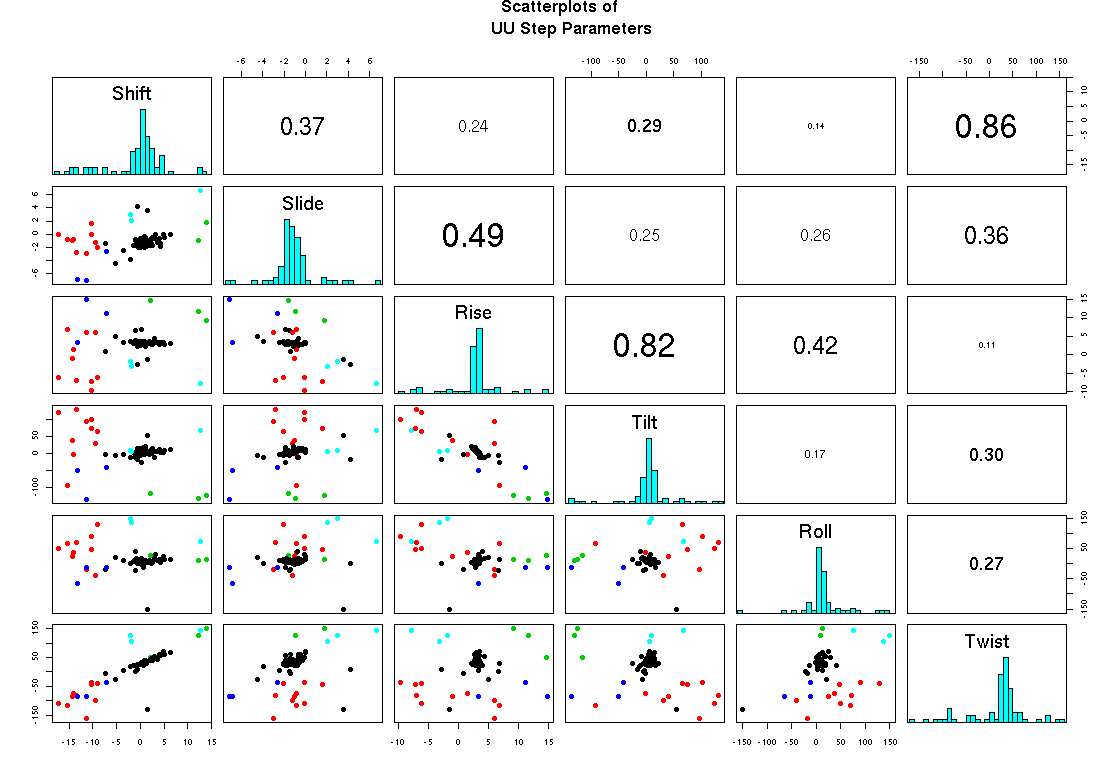 Scatterplots of
UU Step Parameters
-6 -4 -2 0 2 4 6
-100 0 50 100
-150 -50 0 50 100 150
Shift
0.37
0.24
0.29
0.14
0.86
-15 -5 0 5 10
-6 -2 0 2 4 6
Slide
0.49
0.25
0.26
0.36
Rise
0.82
0.42
0.11
-10 -5 0 5 10 15
-100 0 50
Tilt
0.17
0.30
Roll
0.27
-150 -50 0 50 100 150
-150 -50 50 100 150
Twist
-15 -10 -5 0 5 10 15
-10 -5 0 5 10 15
-150 -100 -50 0 50 100 150